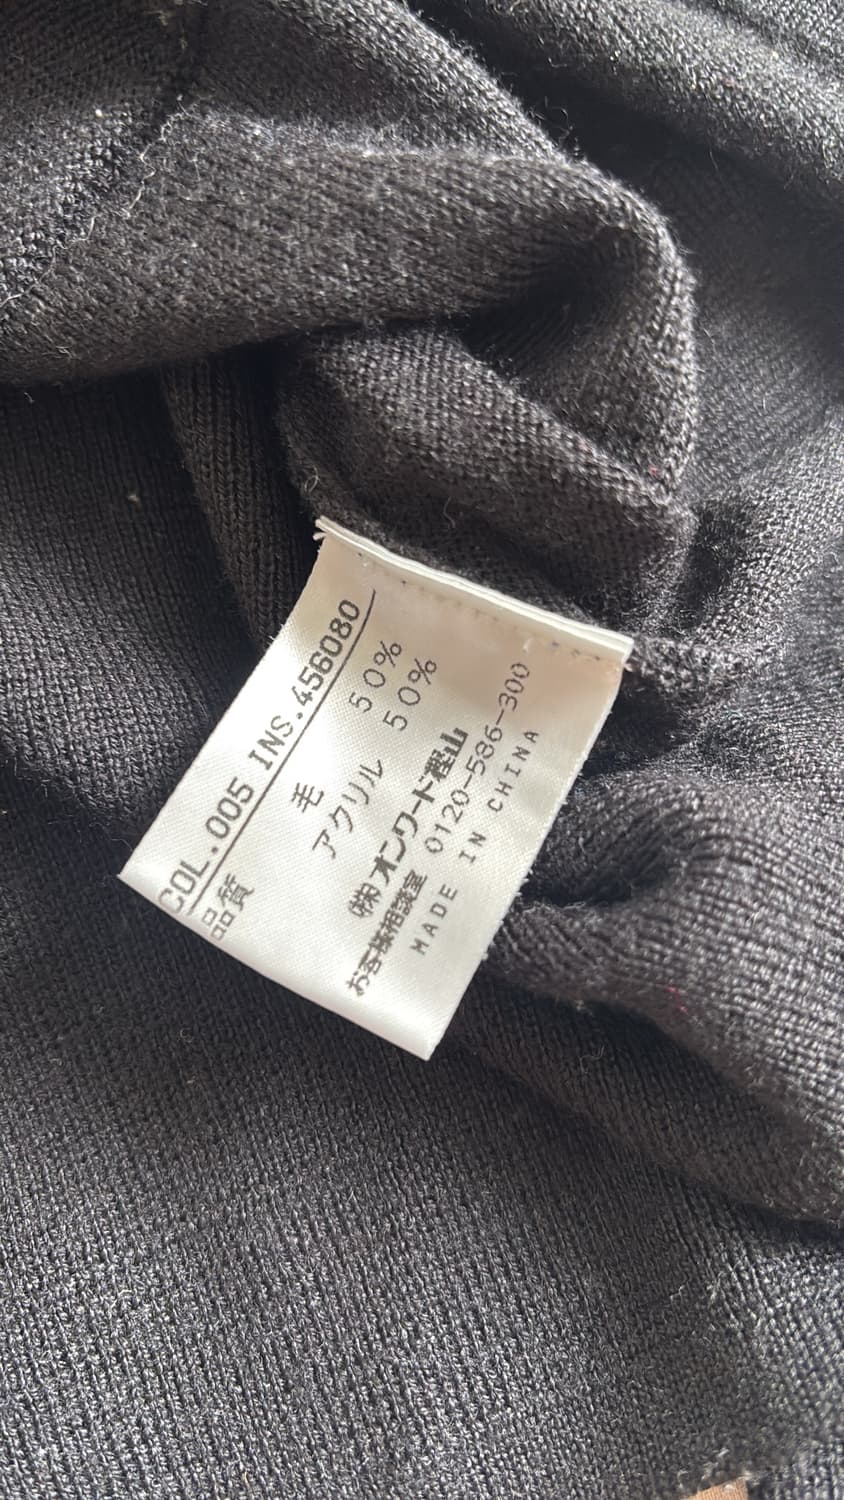 COL.005 INS.456080
品質
毛 50%
アクリル 50%
㈱オンワード樫山
お客様相談室 0120-586-300
MADE IN CHINA